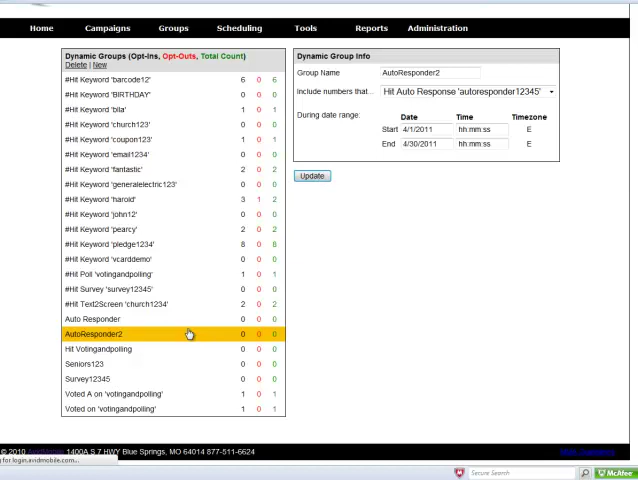 Home Campaigns Groups Scheduling Tools Reports Administration
Dynamic Groups (Opt-Ins, Opt-Outs, Total Count)
Delete | New
#Hit Keyword 'barcode12' 6 0 6
#Hit Keyword 'BIRTHDAY' 0 0 0
#Hit Keyword 'blla' 1 0 1
#Hit Keyword 'church123' 0 0 0
#Hit Keyword 'coupon123' 1 0 1
#Hit Keyword 'email1234' 0 0 0
#Hit Keyword 'fantastic' 2 0 2
#Hit Keyword 'generalelectric123' 0 0 0
#Hit Keyword 'harold' 3 1 2
#Hit Keyword 'john12' 0 0 0
#Hit Keyword 'pearcy' 2 0 2
#Hit Keyword 'pledge1234' 8 0 8
#Hit Keyword 'vcarddemo' 0 0 0
#Hit Poll 'votingandpolling' 1 0 1
#Hit Survey 'survey12345' 0 0 0
#Hit Text2Screen 'church1234' 2 0 2
Auto Responder 0 0 0
AutoResponder2 0 0 0
Hit Votingandpolling 0 0 0
Seniors123 0 0 0
Survey12345 0 0 0
Voted A on 'votingandpolling' 1 0 1
Voted on 'votingandpolling' 1 0 1
Dynamic Group Info
Group Name AutoResponder2
Include numbers that... Hit Auto Response 'autoresponder12345'
During date range: Date Time Timezone
Start 4/1/2011 hh:mm:ss E
End 4/30/2011 hh:mm:ss E
Update
© 2010 AvidMobile 1400A S 7 HWY Blue Springs, MO 64014 877-511-6624
g for login.avidmobile.com...
Secure Search McAfee